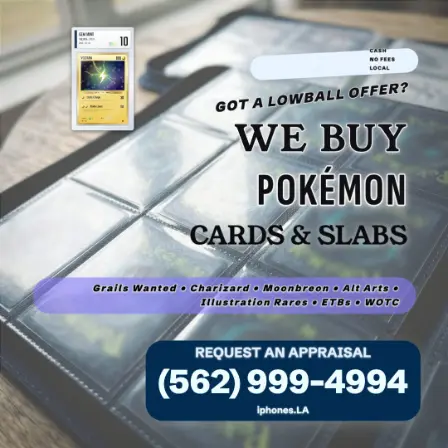 10
CASH
NO FEES
LOCAL
GOT A LOWBALL OFFER?
WE BUY
POKÉMON
CARDS & SLABS
Grails Wanted • Charizard • Moonbreon • Alt Arts •
Illustration Rares • ETBs • WOTC
REQUEST AN APPRAISAL
(562) 999-4994
iphones.LA